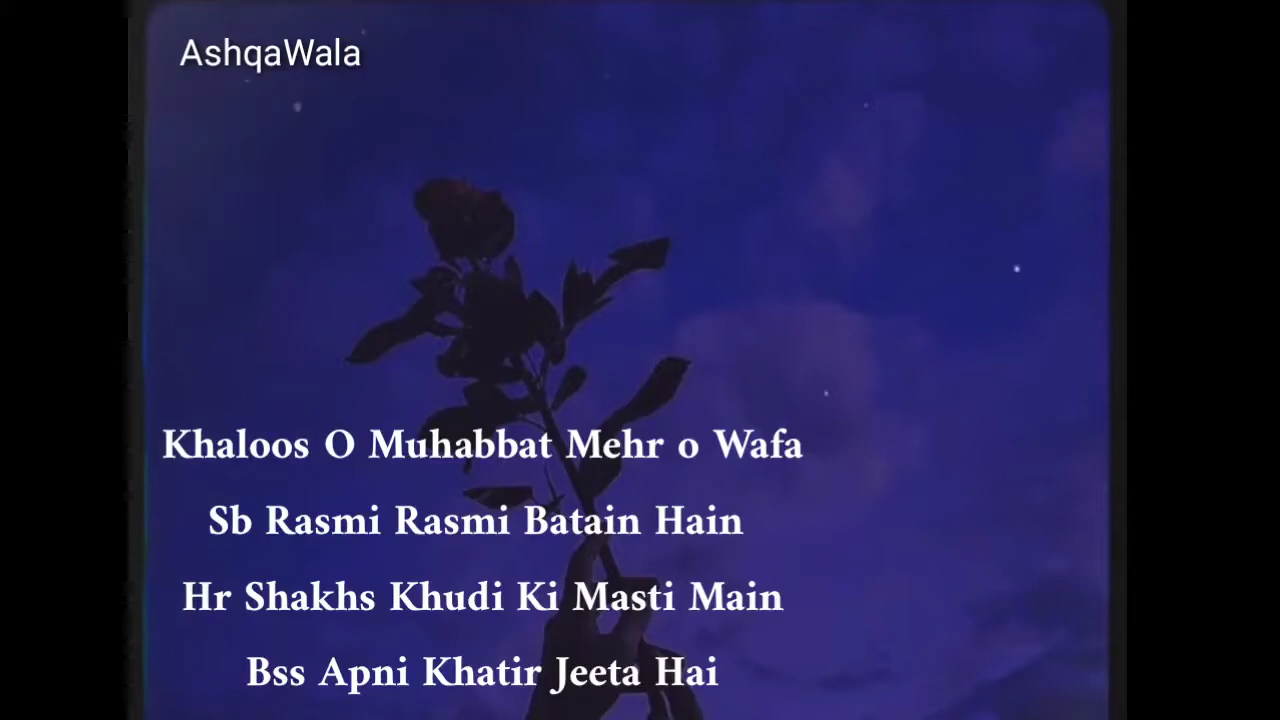 AshqaWala
Khaloos O Muhabbat Mehr o Wafa
Sb Rasmi Rasmi Batain Hain
Hr Shakhs Khudi Ki Masti Main
Bss Apni Khatir Jeeta Hai